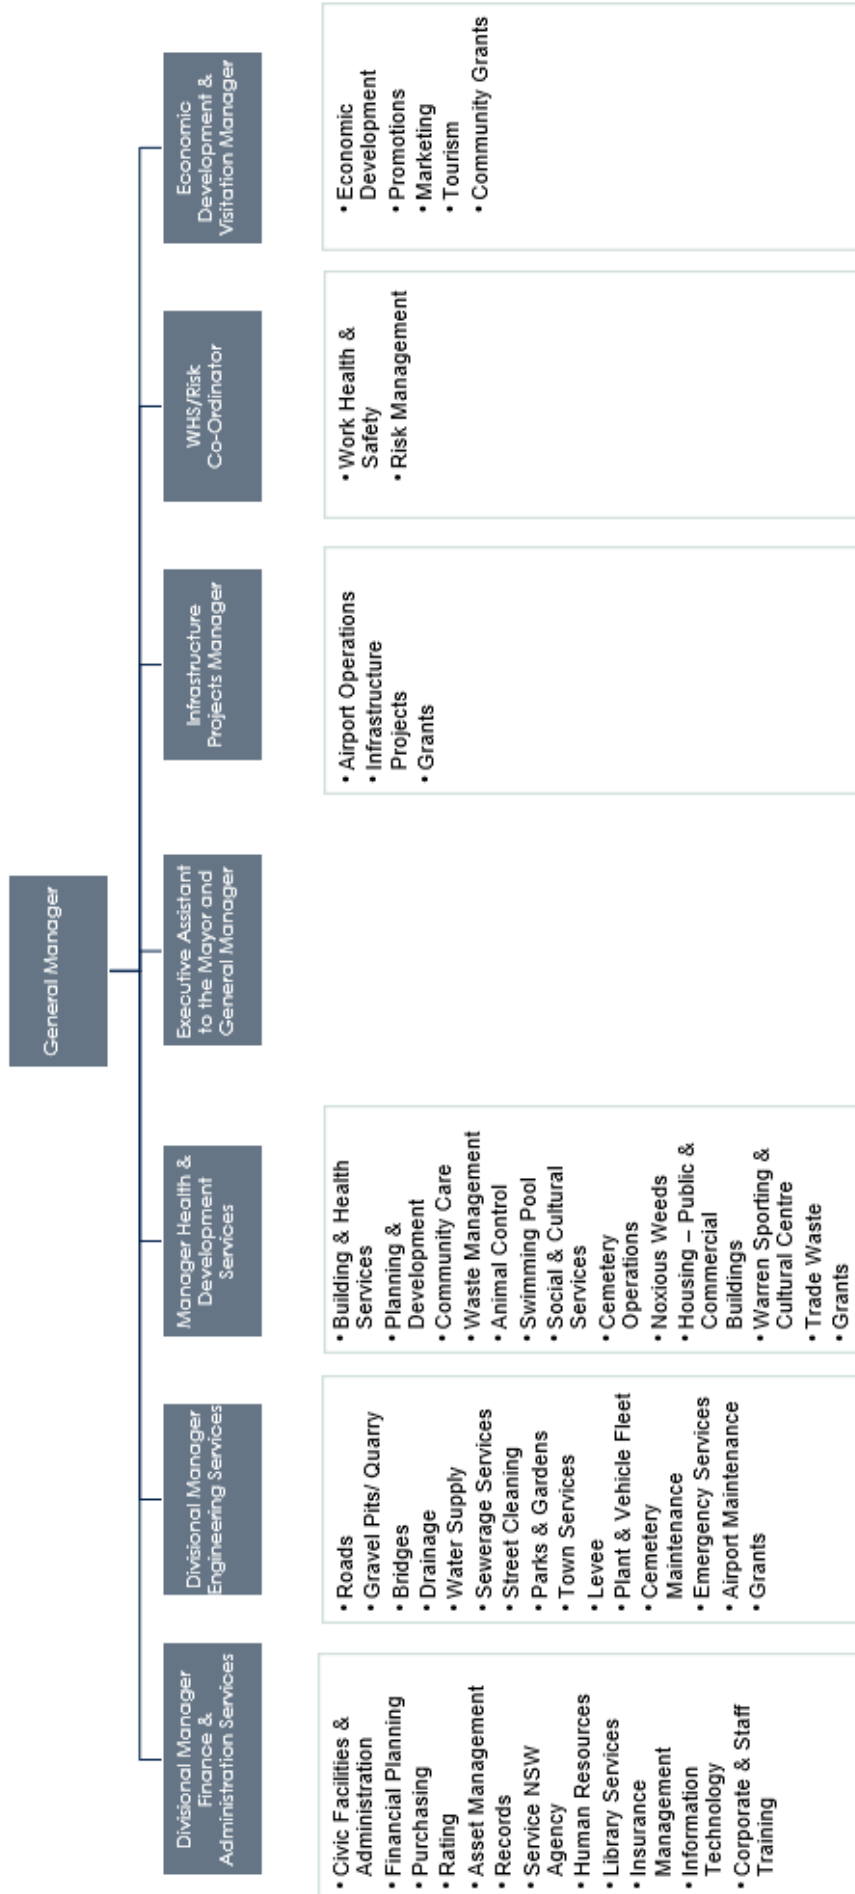 General Manager
Divisional Manager
Finance &
Administration Services
Divisional Manager
Engineering Services
Manager Health &
Development
Services
Executive Assistant
to the Mayor and
General Manager
Infrastructure
Projects Manager
WHS/Risk
Co-Ordinator
Economic
Development &
Visitation Manager
• Civic Facilities &
Administration
• Financial Planning
• Purchasing
• Rating
• Asset Management
• Records
• Service NSW
Agency
• Human Resources
• Library Services
• Insurance
Management
• Information
Technology
• Corporate & Staff
Training
• Roads
• Gravel Pits/ Quarry
• Bridges
• Drainage
• Water Supply
• Sewerage Services
• Street Cleaning
• Parks & Gardens
• Town Services
• Levee
• Plant & Vehicle Fleet
• Cemetery
Maintenance
• Emergency Services
• Airport Maintenance
• Grants
• Building & Health
Services
• Planning &
Development
• Community Care
• Waste Management
• Animal Control
• Swimming Pool
• Social & Cultural
Services
• Cemetery
Operations
• Noxious Weeds
• Housing – Public &
Commercial
Buildings
• Warren Sporting &
Cultural Centre
• Trade Waste
• Grants
• Airport Operations
• Infrastructure
Projects
• Grants
• Work Health &
Safety
• Risk Management
• Economic
Development
• Promotions
• Marketing
• Tourism
• Community Grants